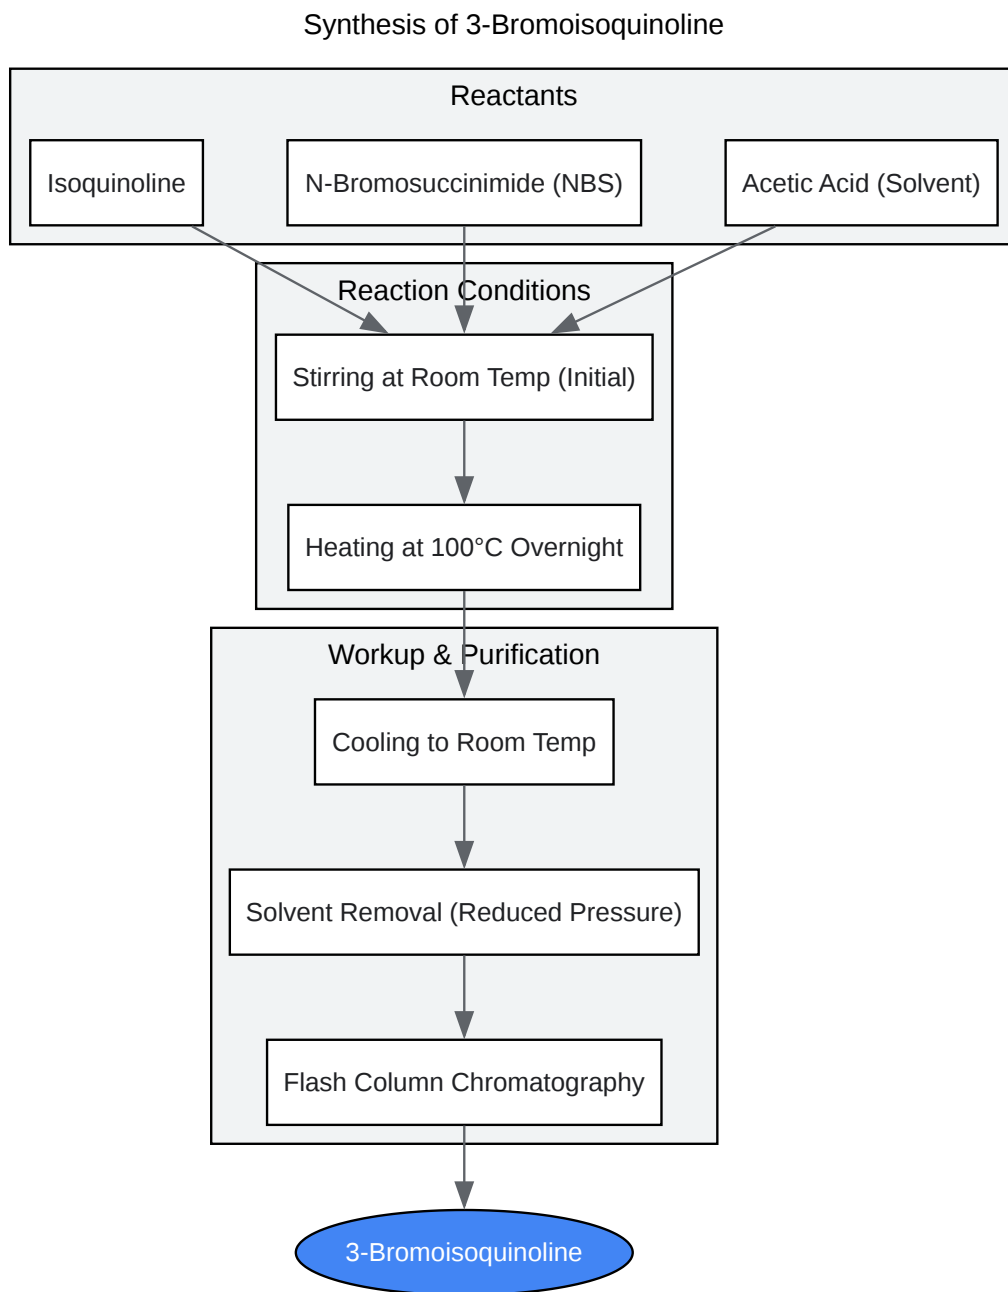 Synthesis of 3-Bromoisoquinoline
Reactants
Isoquinoline
N-Bromosuccinimide (NBS)
Acetic Acid (Solvent)
Reaction Conditions
Stirring at Room Temp (Initial)
Heating at 100°C Overnight
Workup & Purification
Cooling to Room Temp
Solvent Removal (Reduced Pressure)
Flash Column Chromatography
3-Bromoisoquinoline